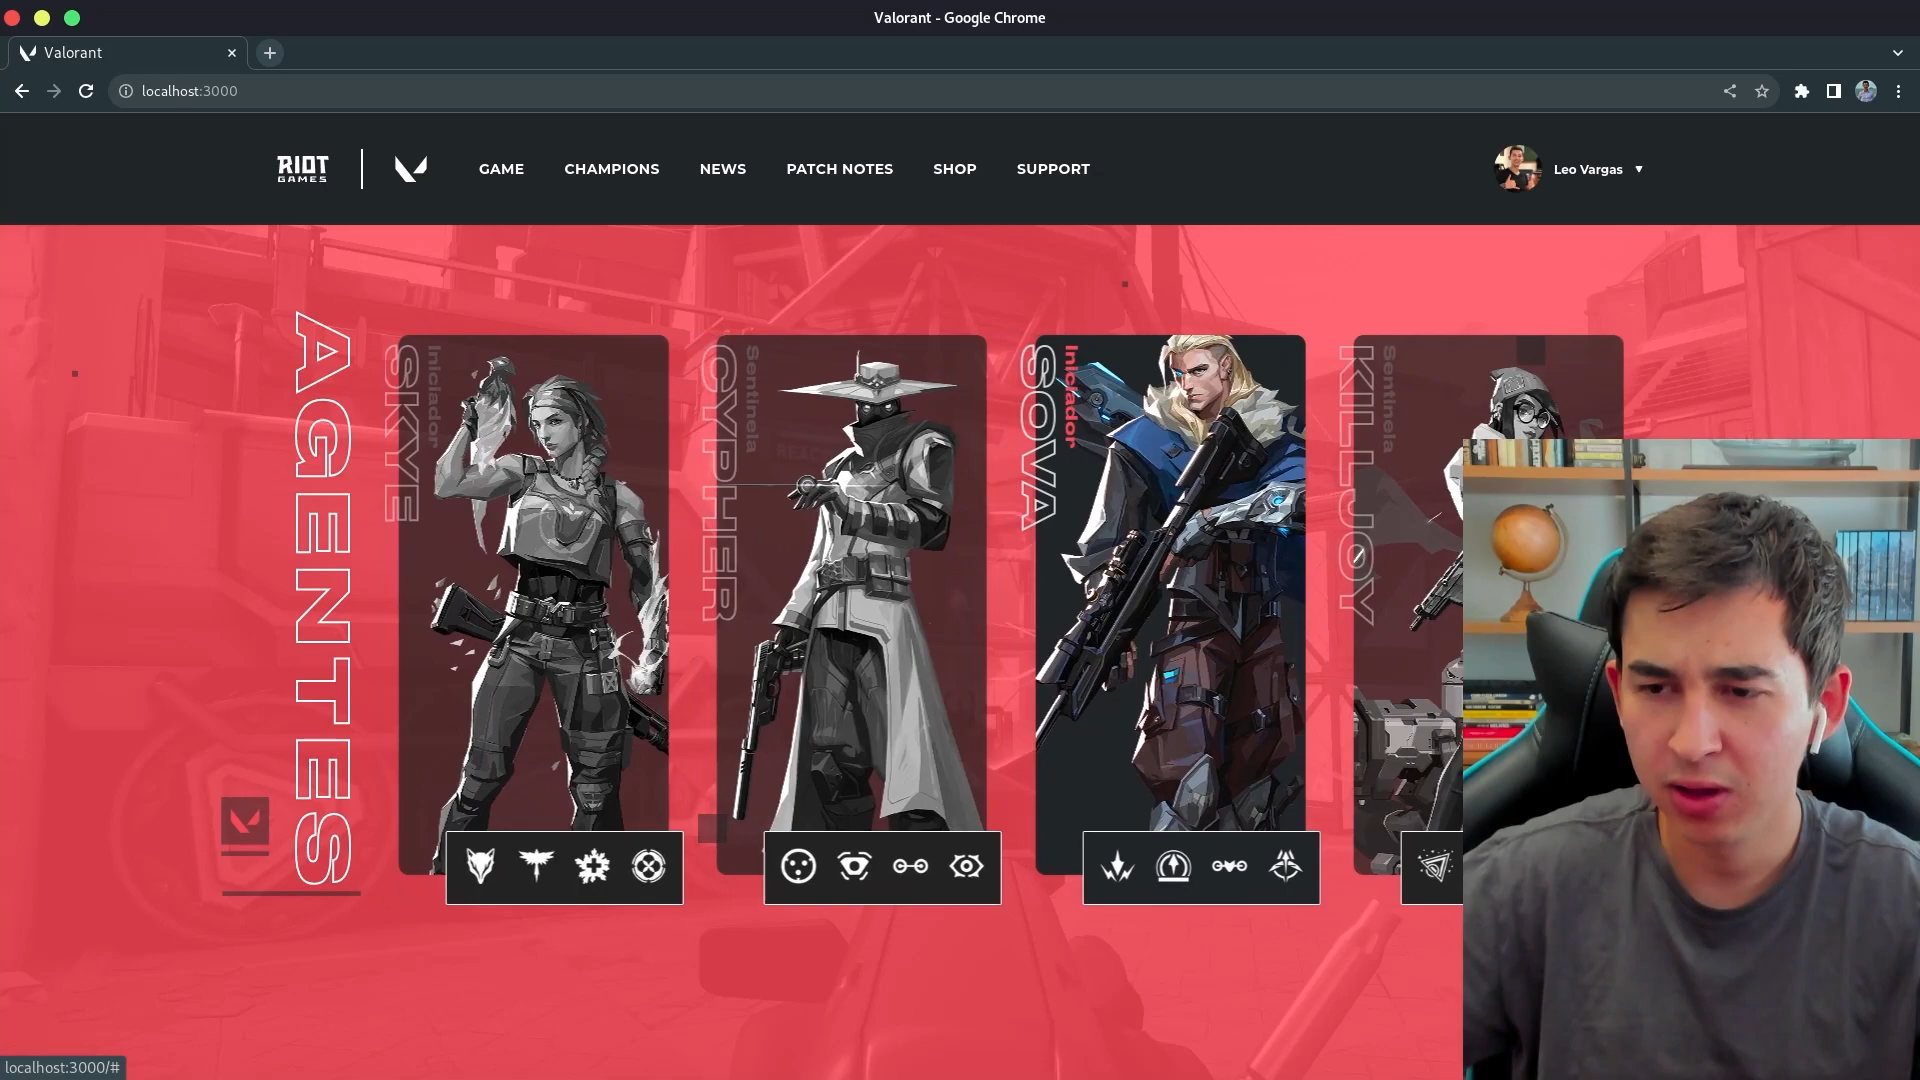 Valorant - Google Chrome
Valorant
localhost:3000
RIOT
GAMES
GAME
CHAMPIONS
NEWS
PATCH NOTES
SHOP
SUPPORT
Leo Vargas
AGENTES
SKYE
Iniciador
CYPHER
Sentinela
SOVA
Iniciador
KILLJOY
Sentinela
localhost:3000/#